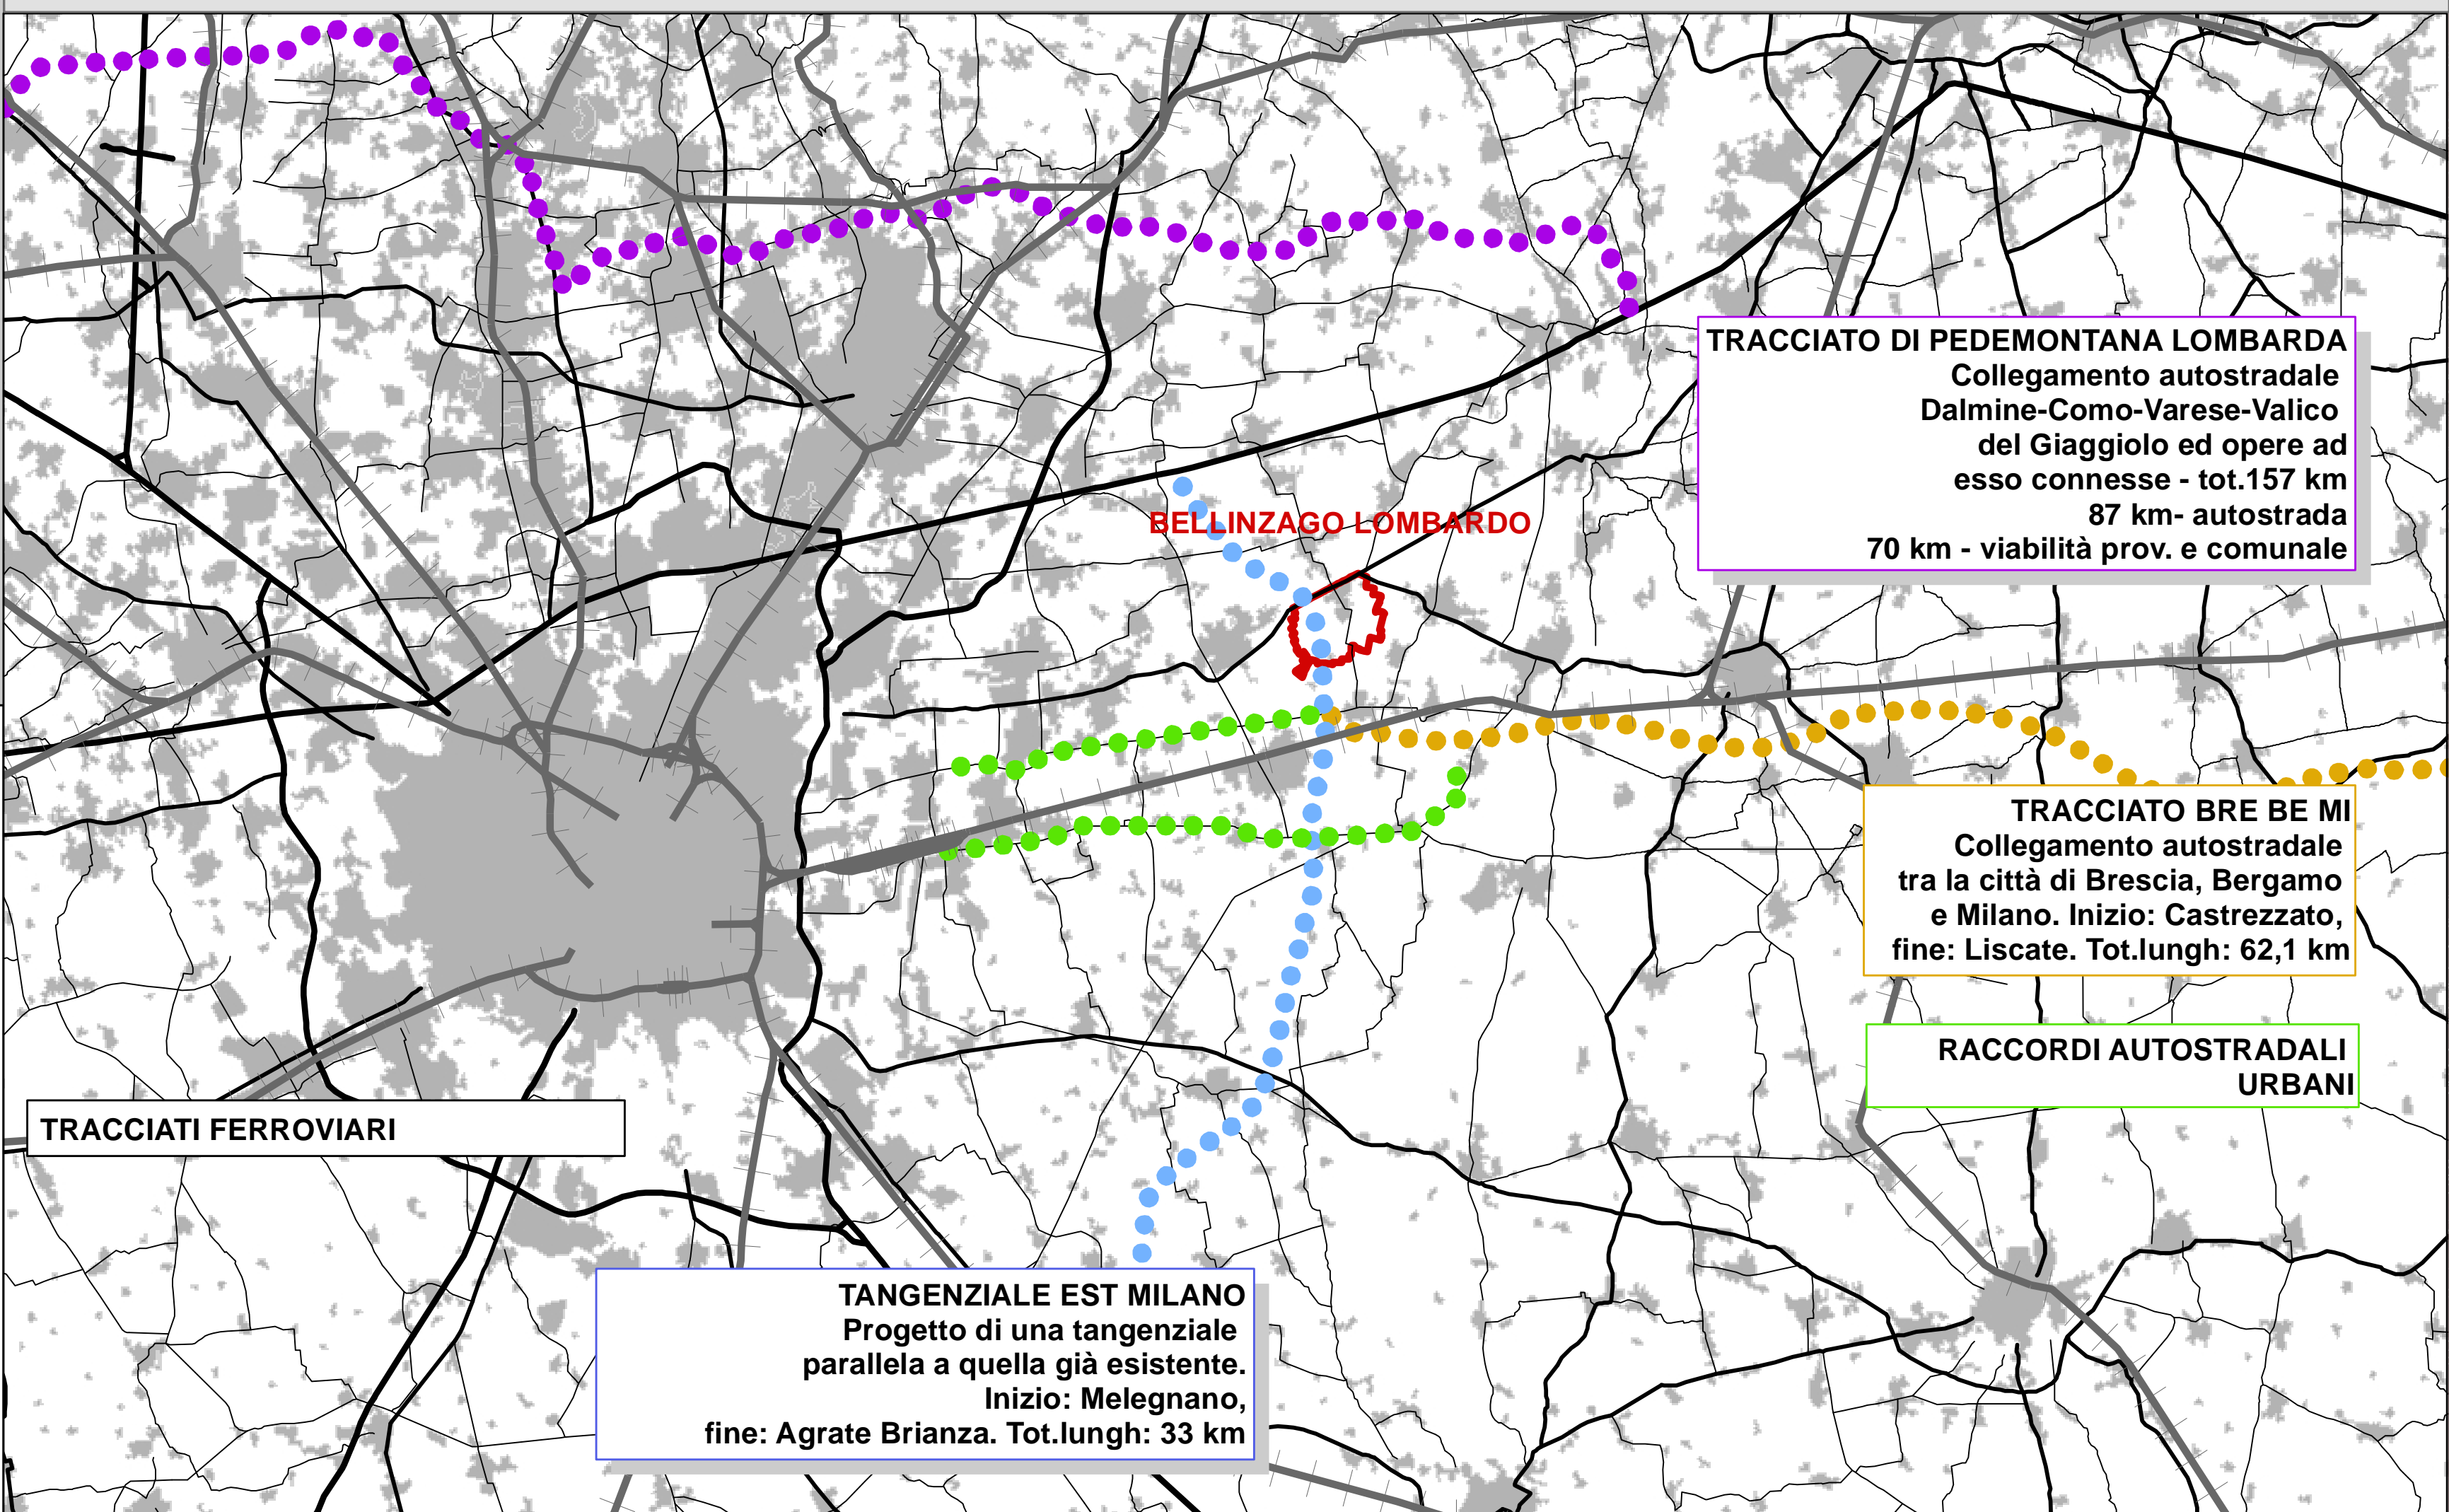 TRACCIATO DI PEDEMONTANA LOMBARDA
Collegamento autostradale
Dalmine-Como-Varese-Valico
del Giaggiolo ed opere ad
esso connesse - tot.157 km
87 km- autostrada
70 km - viabilità prov. e comunale
BELLINZAGO LOMBARDO
TRACCIATO BRE BE MI
Collegamento autostradale
tra la città di Brescia, Bergamo
e Milano. Inizio: Castrezzato,
fine: Liscate. Tot.lungh: 62,1 km
RACCORDI AUTOSTRADALI
URBANI
TRACCIATI FERROVIARI
TANGENZIALE EST MILANO
Progetto di una tangenziale
parallela a quella già esistente.
Inizio: Melegnano,
fine: Agrate Brianza. Tot.lungh: 33 km